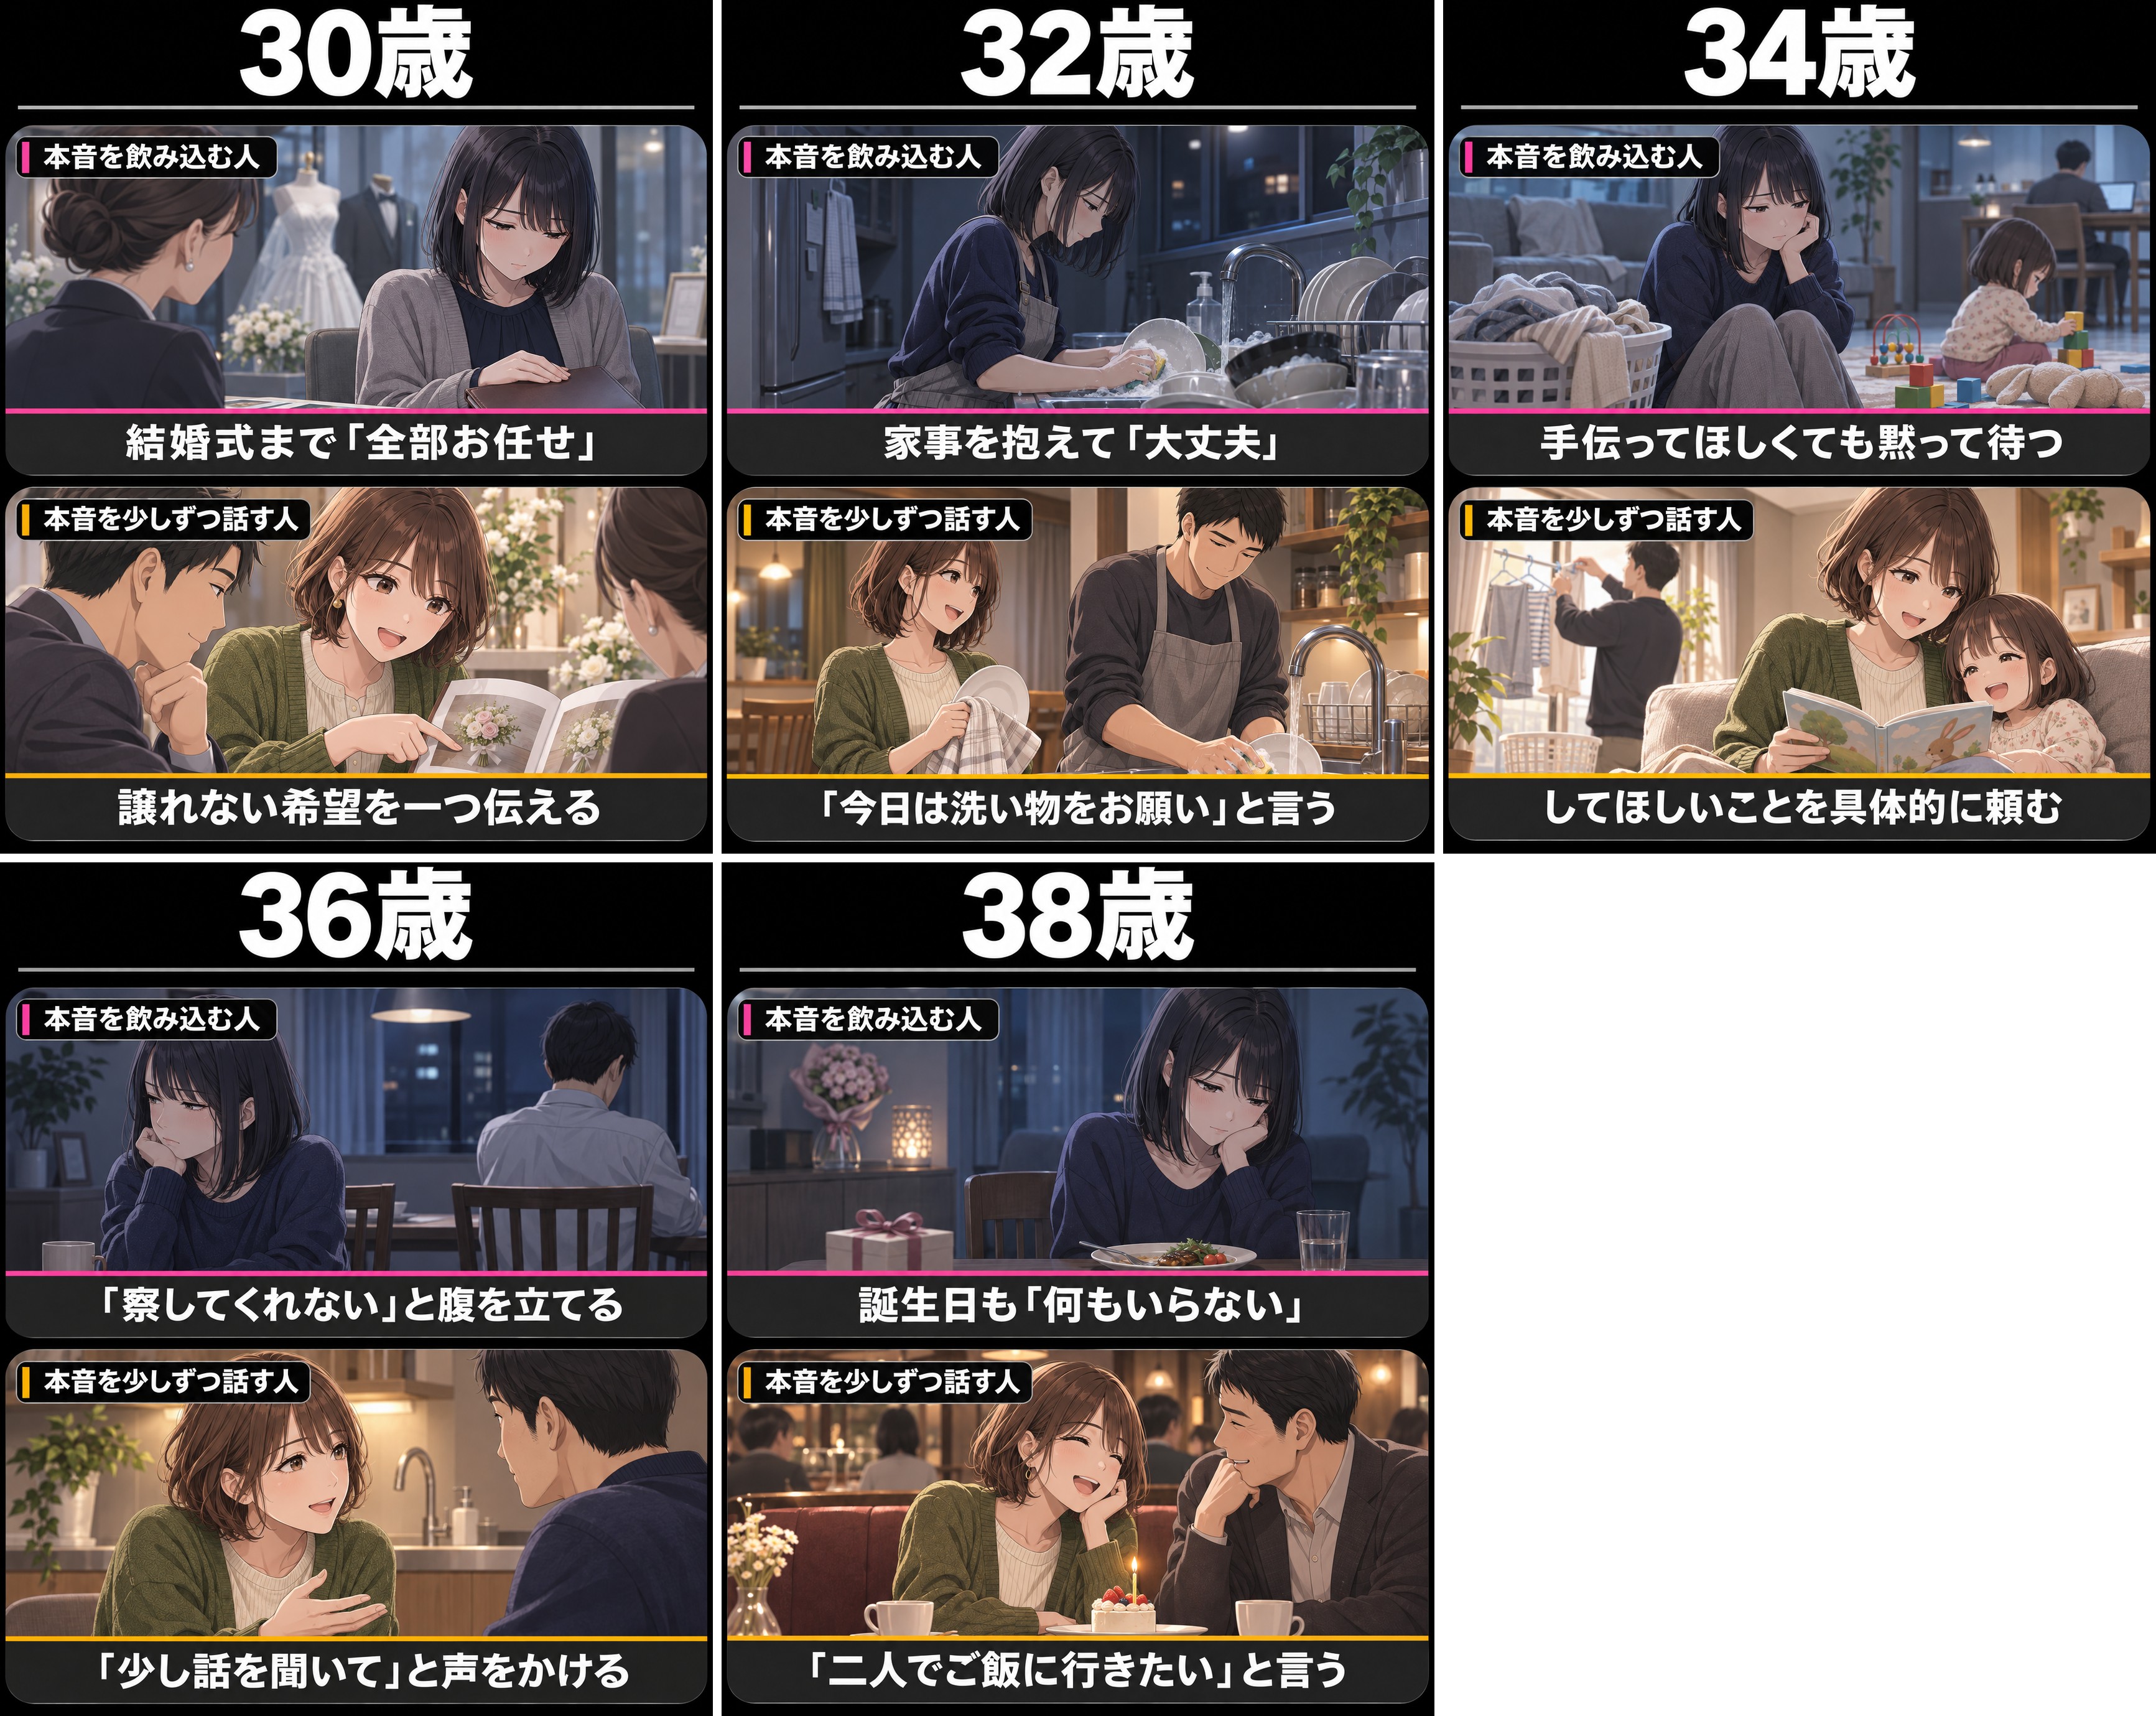 30歳
本音を飲み込む人
結婚式まで「全部お任せ」
本音を少しずつ話す人
譲れない希望を一つ伝える
32歳
本音を飲み込む人
家事を抱えて「大丈夫」
本音を少しずつ話す人
「今日は洗い物をお願い」と言う
34歳
本音を飲み込む人
手伝ってほしくても黙って待つ
本音を少しずつ話す人
してほしいことを具体的に頼む
36歳
本音を飲み込む人
「察してくれない」と腹を立てる
本音を少しずつ話す人
「少し話を聞いて」と声をかける
38歳
本音を飲み込む人
誕生日も「何もいらない」
本音を少しずつ話す人
「二人でご飯に行きたい」と言う